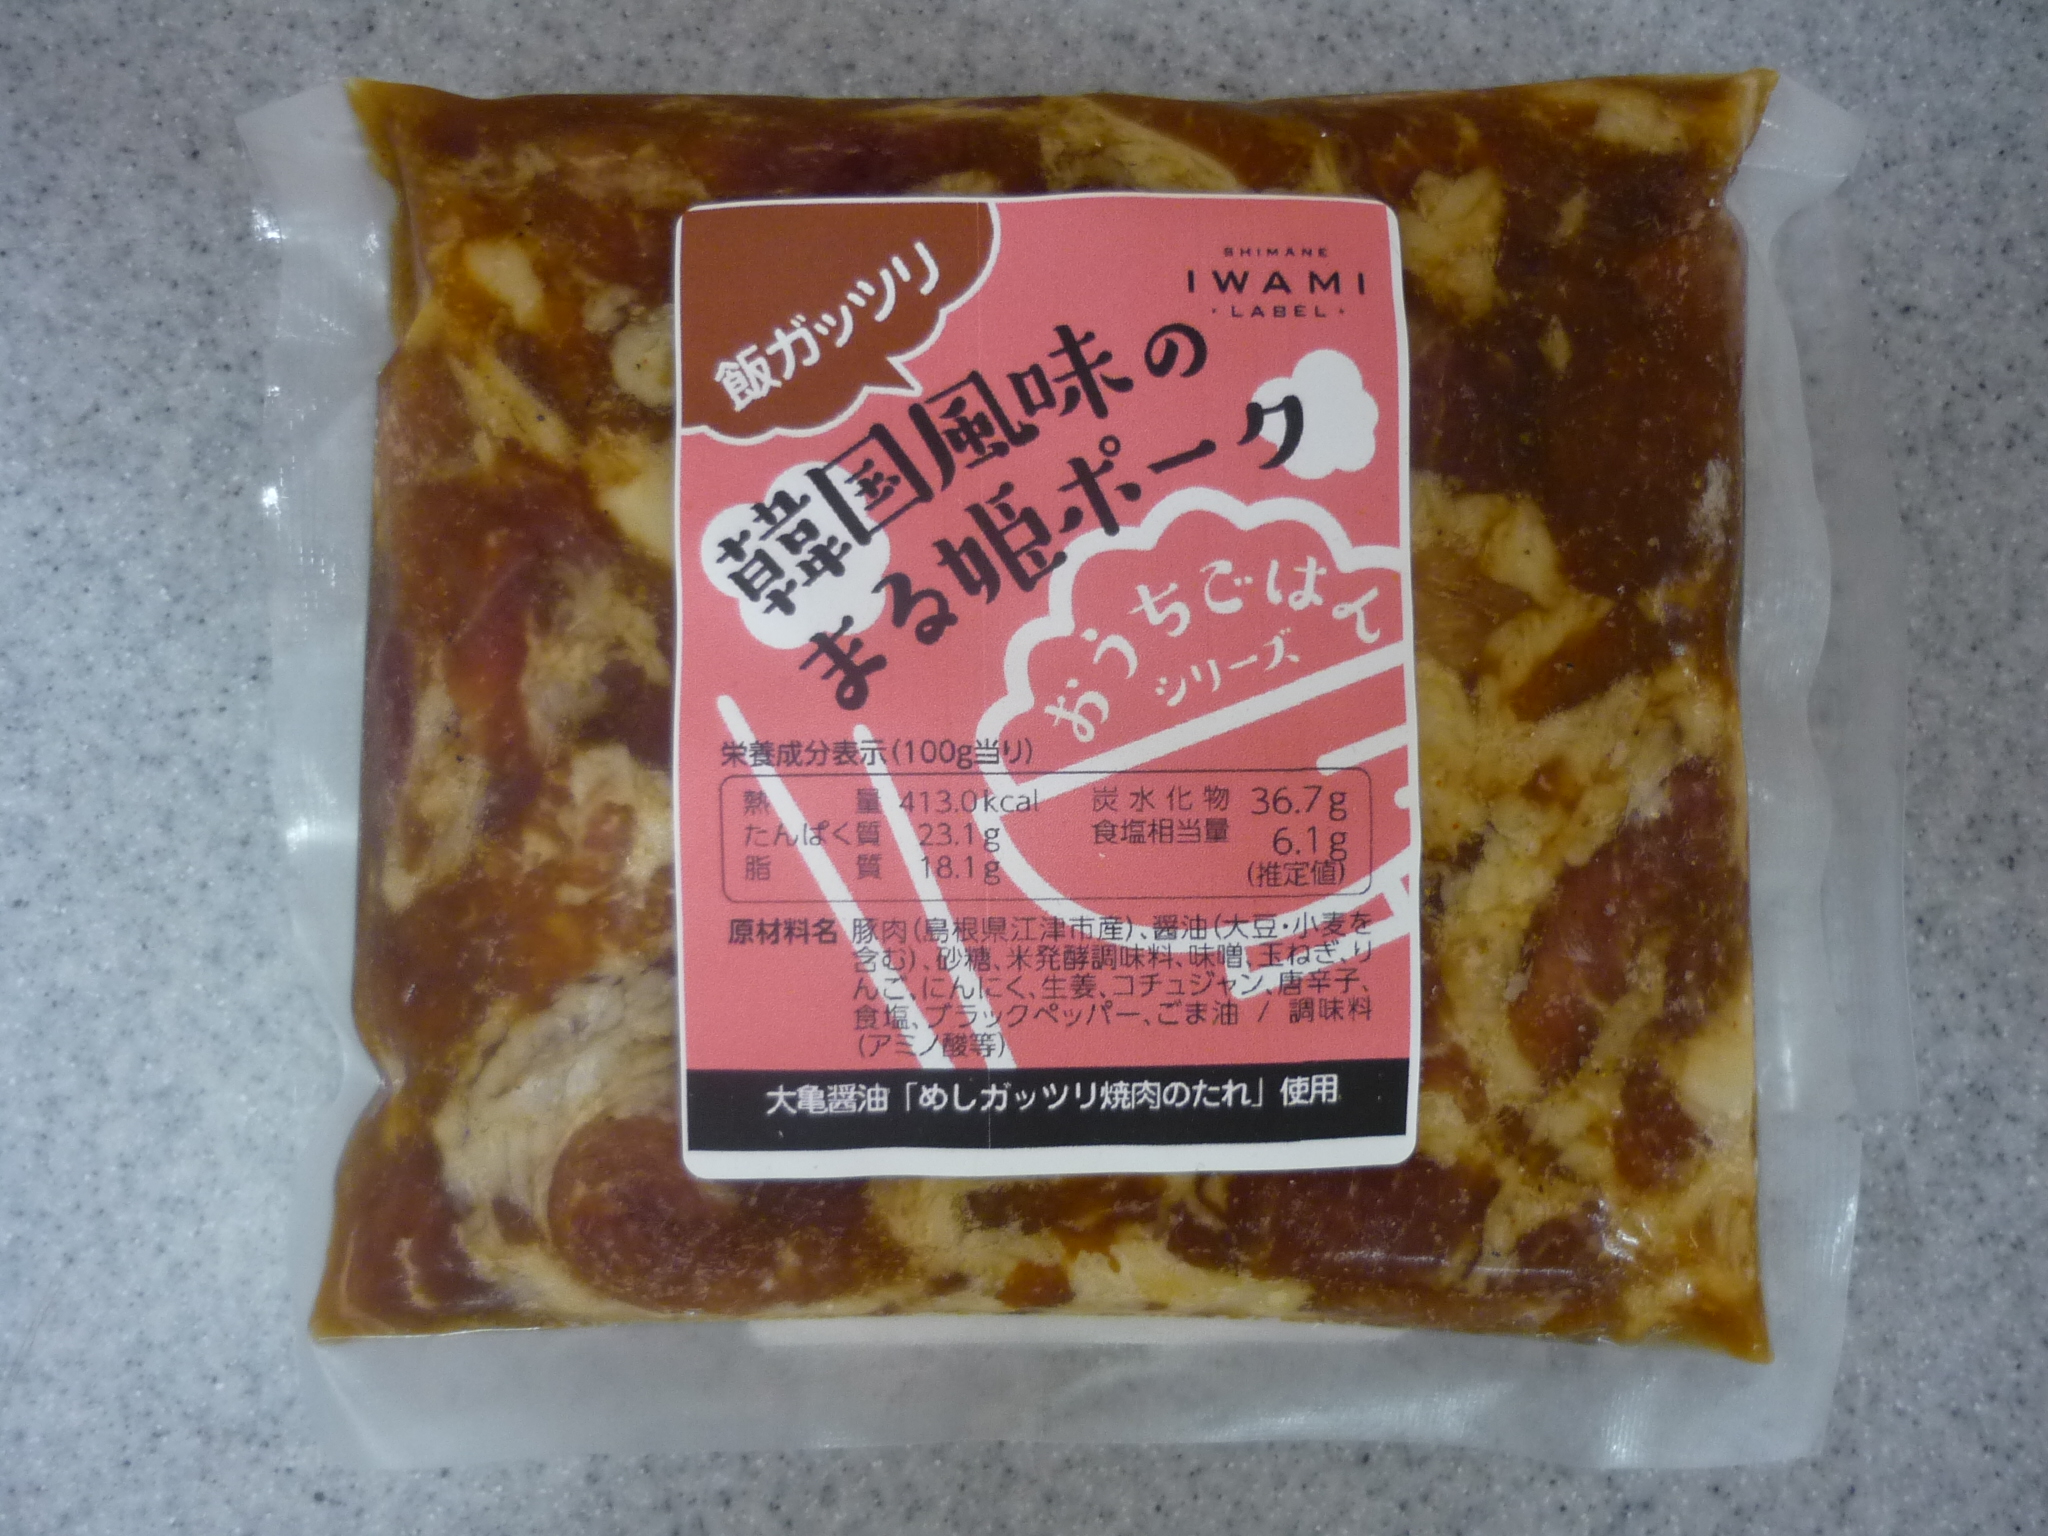 飯ガッツリ
SHIMANE
IWAMI
・LABEL・
韓国風味の
まる姫ポーク
おうちごはん
シリーズ
栄養成分表示(100g当り)
熱量 413.0kcal 炭水化物 36.7g
たんぱく質 23.1g 食塩相当量 6.1g
脂質 18.1g (推定値)
原材料名 豚肉(島根県江津市産)、醤油(大豆・小麦を
含む)、砂糖、米発酵調味料、味噌、玉ねぎ、り
んご、にんにく、生姜、コチュジャン、唐辛子、
食塩、ブラックペッパー、ごま油 / 調味料
(アミノ酸等)
大亀醤油「めしガッツリ焼肉のたれ」使用